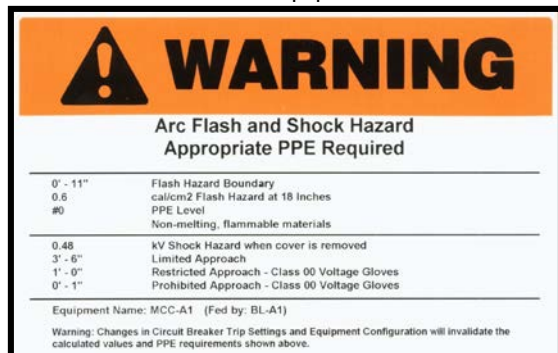 WARNING
Arc Flash and Shock Hazard
Appropriate PPE Required
0' - 11" Flash Hazard Boundary
0.6 cal/cm2 Flash Hazard at 18 Inches
#0 PPE Level
Non-melting, flammable materials
0.48 kV Shock Hazard when cover is removed
3' - 6" Limited Approach
1' - 0" Restricted Approach - Class 00 Voltage Gloves
0' - 1" Prohibited Approach - Class 00 Voltage Gloves
Equipment Name: MCC-A1 (Fed by: BL-A1)
Warning: Changes in Circuit Breaker Trip Settings and Equipment Configuration will invalidate the
calculated values and PPE requirements shown above.